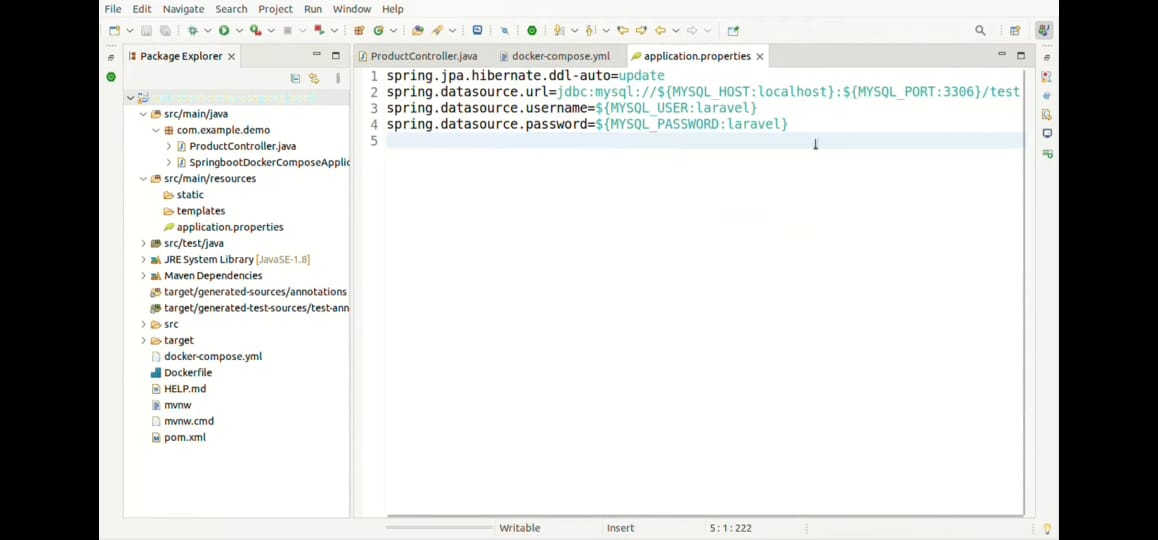 File Edit Navigate Search Project Run Window Help
Package Explorer
ProductController.java
docker-compose.yml
application.properties
src/main/java
com.example.demo
ProductController.java
SpringbootDockerComposeApplic
src/main/resources
static
templates
application.properties
src/test/java
JRE System Library [JavaSE-1.8]
Maven Dependencies
target/generated-sources/annotations
target/generated-test-sources/test-ann
src
target
docker-compose.yml
Dockerfile
HELP.md
mvnw
mvnw.cmd
pom.xml
1 spring.jpa.hibernate.ddl-auto=update
2 spring.datasource.url=jdbc:mysql://${MYSQL_HOST:localhost}:${MYSQL_PORT:3306}/test
3 spring.datasource.username=${MYSQL_USER:laravel}
4 spring.datasource.password=${MYSQL_PASSWORD:laravel}
5
Writable Insert 5:1:222